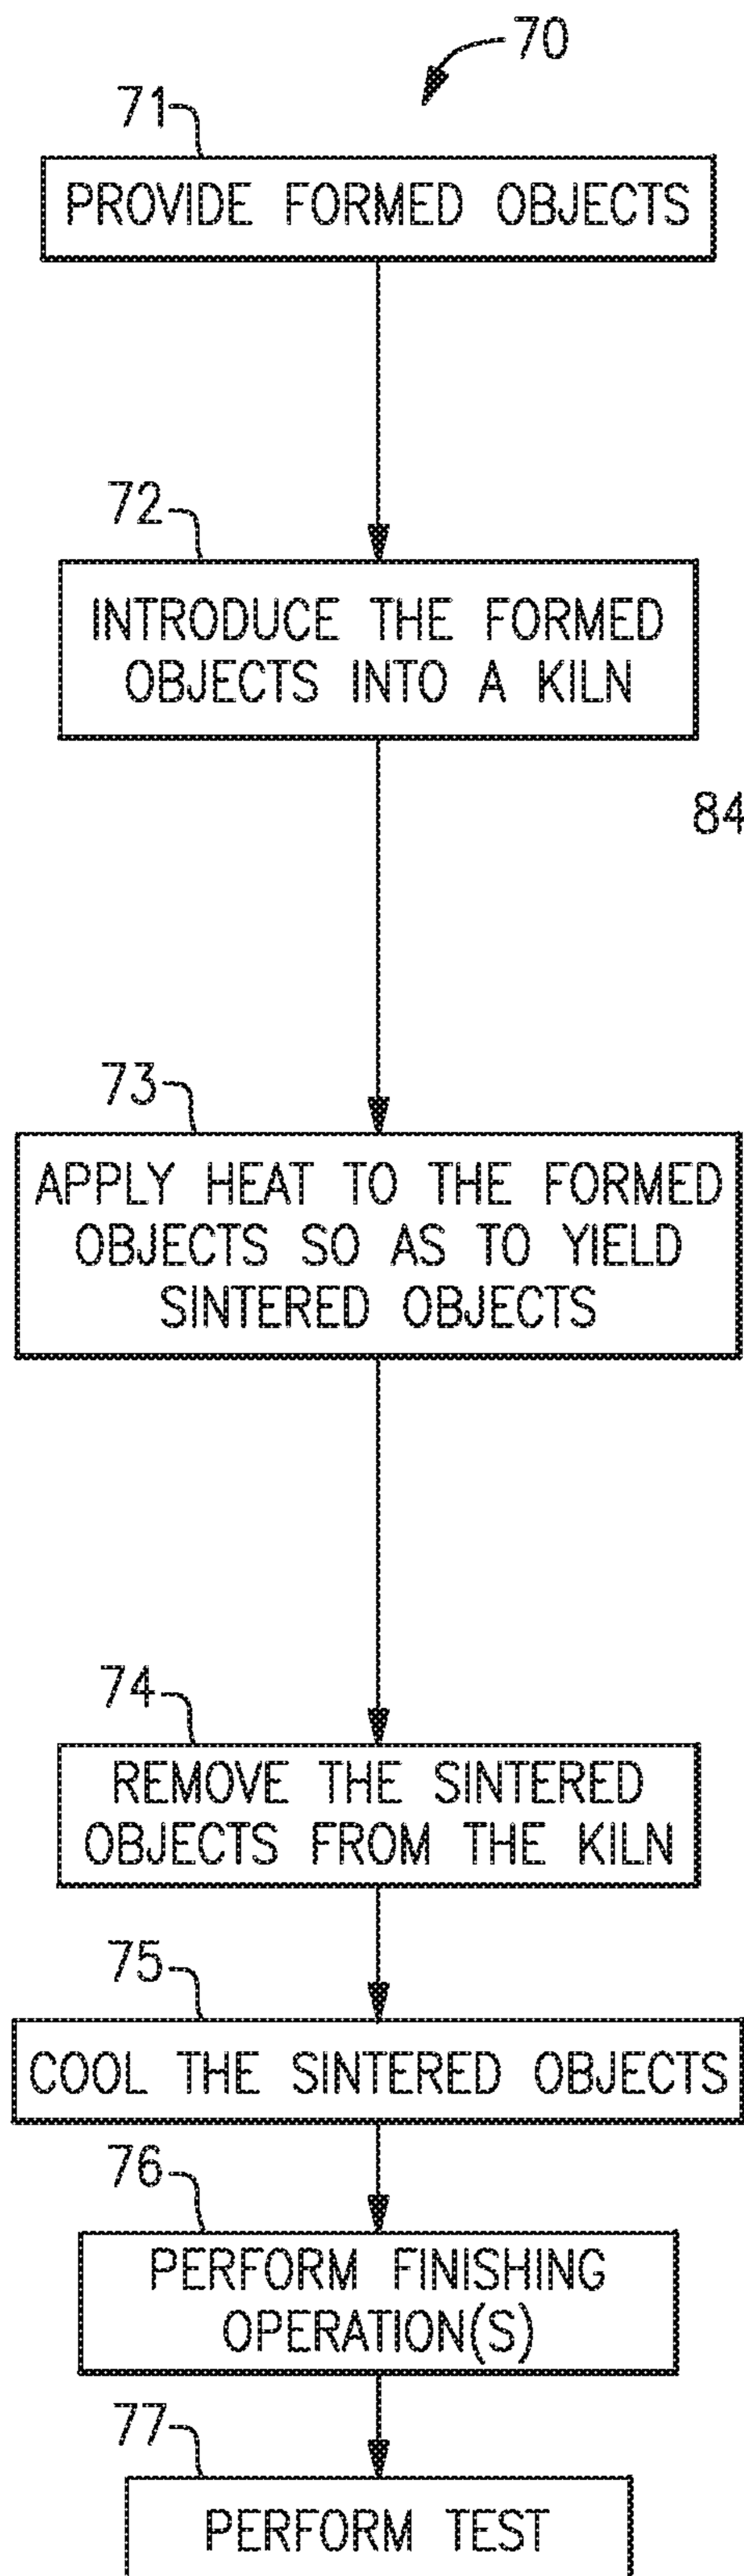 70
71
PROVIDE FORMED OBJECTS
72
INTRODUCE THE FORMED
OBJECTS INTO A KILN
84
73
APPLY HEAT TO THE FORMED
OBJECTS SO AS TO YIELD
SINTERED OBJECTS
74
REMOVE THE SINTERED
OBJECTS FROM THE KILN
75
COOL THE SINTERED OBJECTS
76
PERFORM FINISHING
OPERATION(S)
77
PERFORM TEST